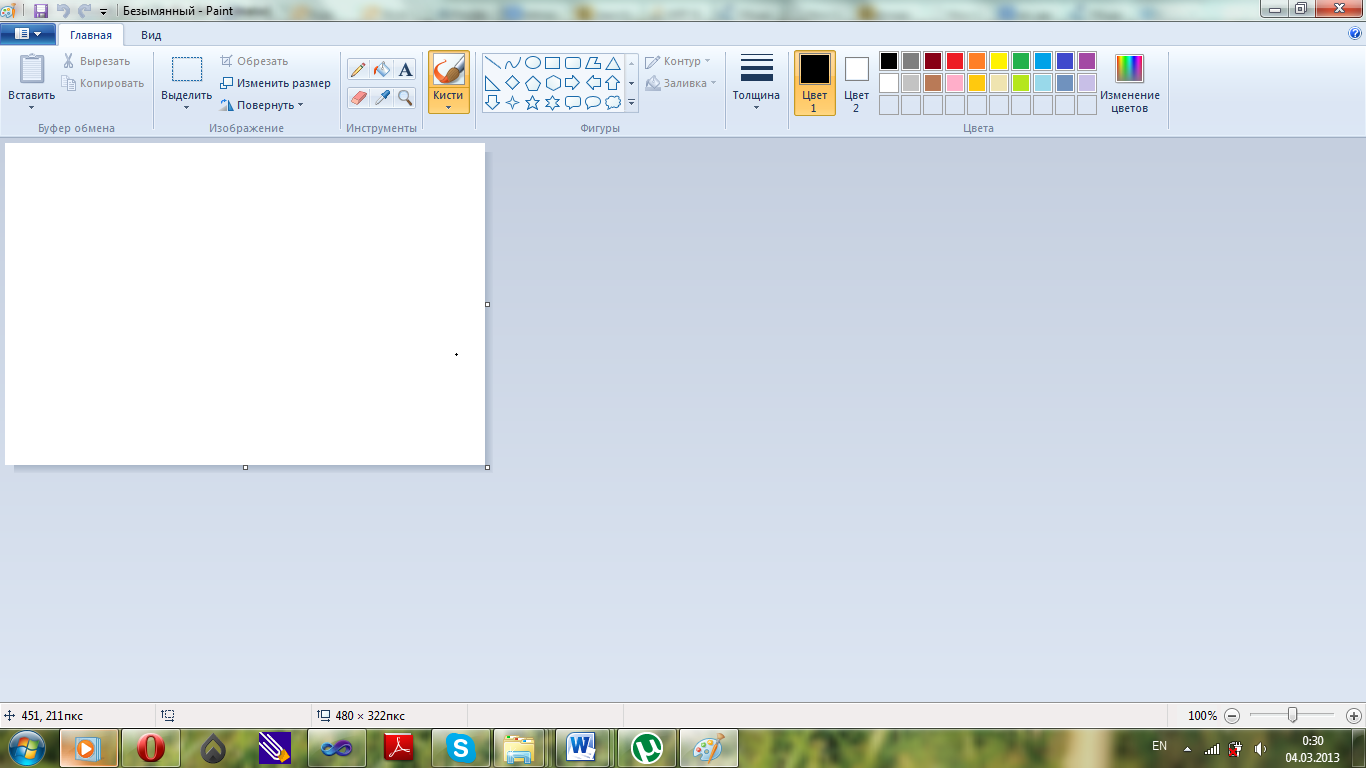 Безымянный - Paint
Главная Вид
Вставить
Вырезать
Копировать
Буфер обмена
Выделить
Обрезать
Изменить размер
Повернуть
Изображение
A
Инструменты
Кисти
Контур
Заливка
Фигуры
Толщина
Цвет
1
Цвет
2
Изменение
цветов
Цвета
451, 211пкс
480 × 322пкс
100%
EN
0:30
04.03.2013